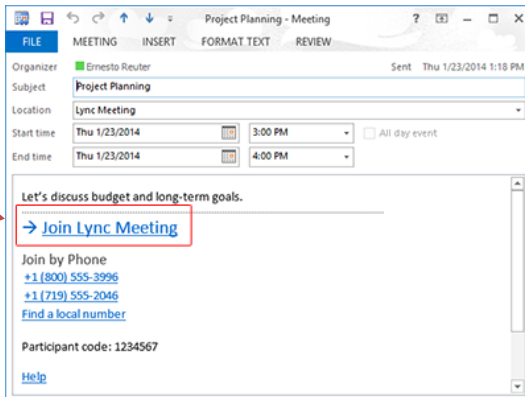 Project Planning - Meeting
FILE MEETING INSERT FORMAT TEXT REVIEW
Organizer Ernesto Reuter Sent Thu 1/23/2014 1:18 PM
Subject Project Planning
Location Lync Meeting
Start time Thu 1/23/2014 3:00 PM All day event
End time Thu 1/23/2014 4:00 PM
Let's discuss budget and long-term goals.
→ Join Lync Meeting
Join by Phone
+1 (800) 555-3996
+1 (719) 555-2046
Find a local number
Participant code: 1234567
Help